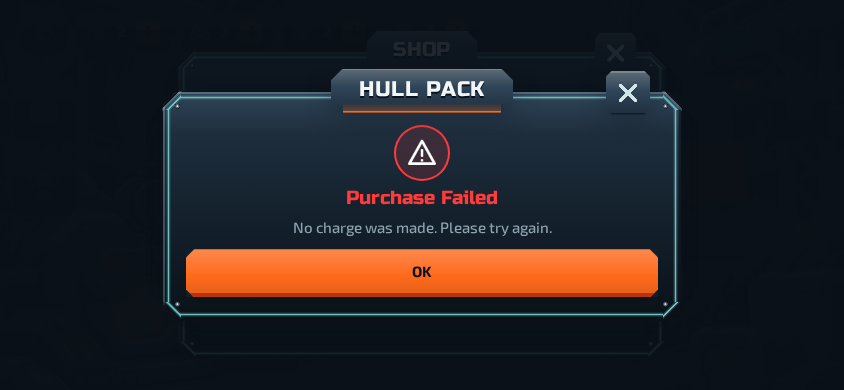 SHOP
HULL PACK
Purchase Failed
No charge was made. Please try again.
OK